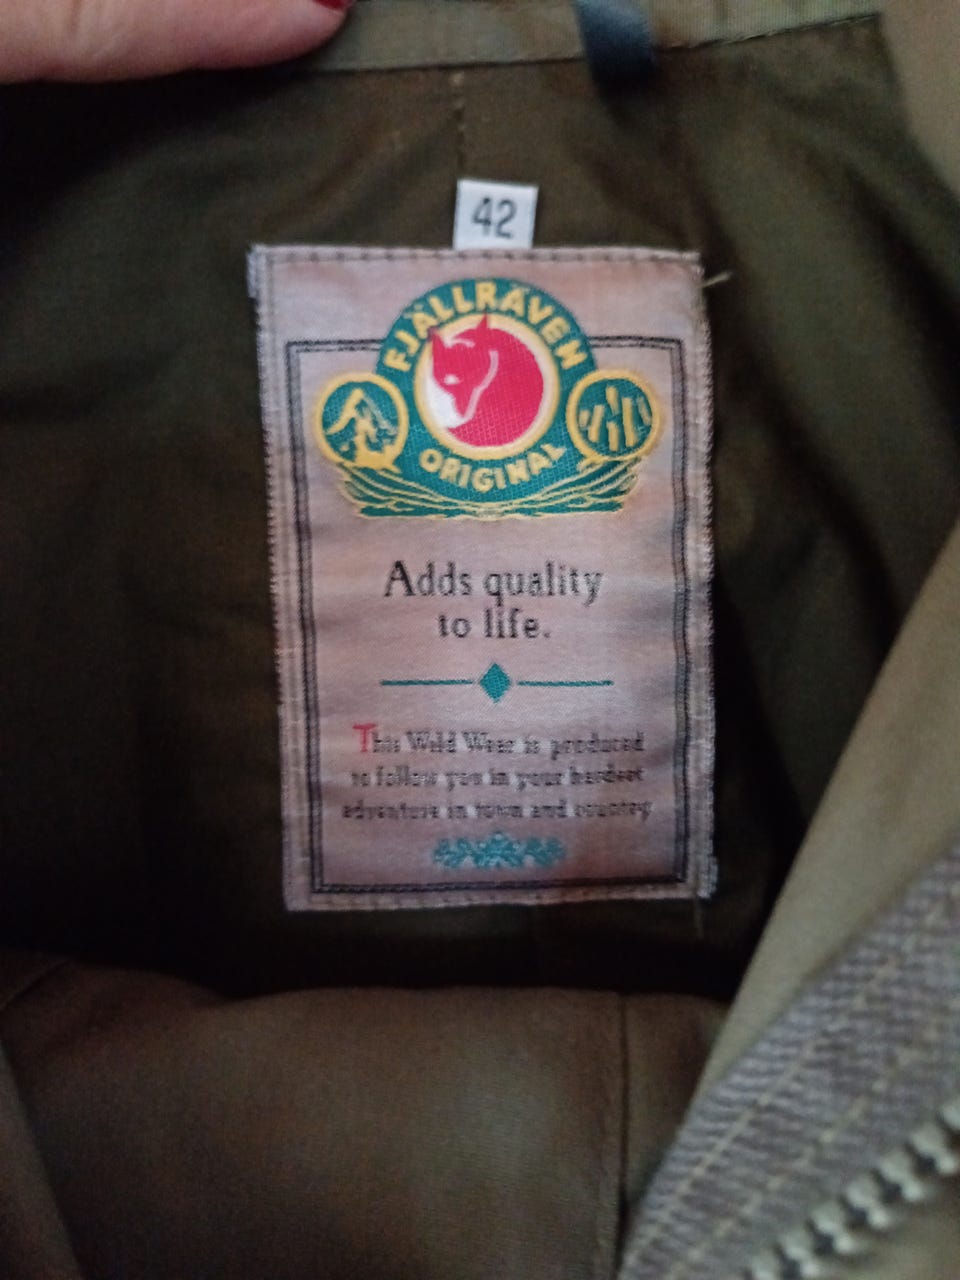 42
FJÄLLRÄVEN
ORIGINAL
Adds quality
to life.
This Wild Wear is produced
to follow you in your hardest
adventure in town and country